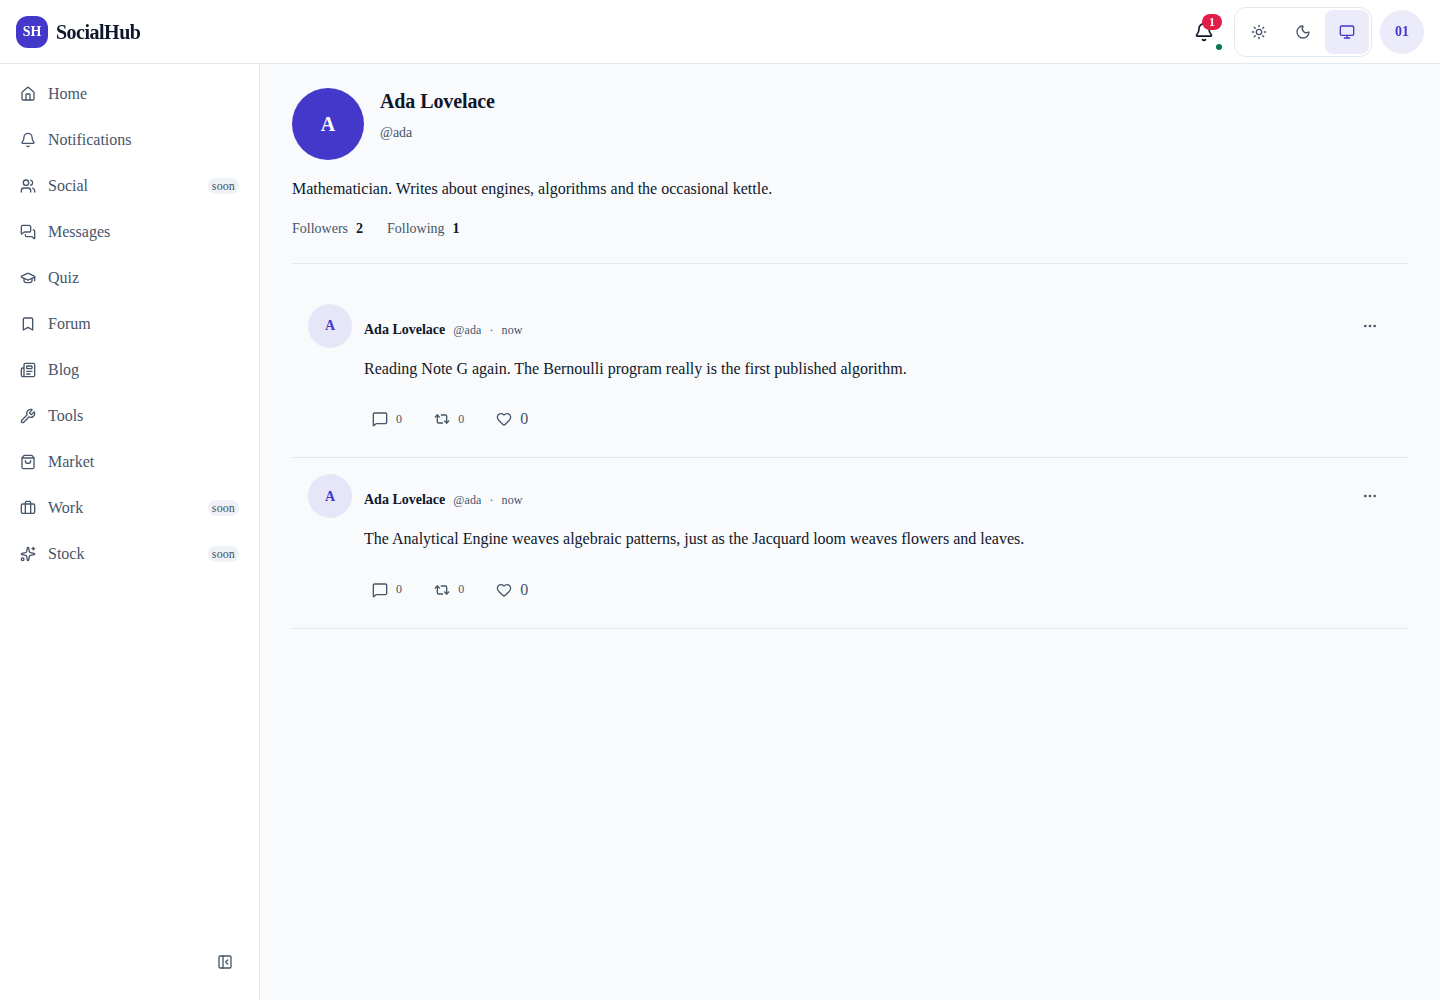 SH SocialHub
1
01
Home
Notifications
Social soon
Messages
Quiz
Forum
Blog
Tools
Market
Work soon
Stock soon
A
Ada Lovelace
@ada
Mathematician. Writes about engines, algorithms and the occasional kettle.
Followers 2 Following 1
A
Ada Lovelace @ada · now
Reading Note G again. The Bernoulli program really is the first published algorithm.
0 0 0
A
Ada Lovelace @ada · now
The Analytical Engine weaves algebraic patterns, just as the Jacquard loom weaves flowers and leaves.
0 0 0